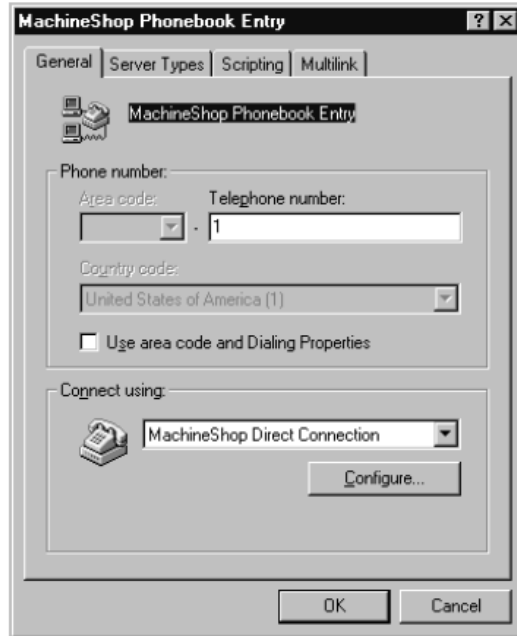 MachineShop Phonebook Entry
? ×
General Server Types Scripting Multilink
MachineShop Phonebook Entry
Phone number:
Area code: Telephone number:
- 1
Country code:
United States of America (1)
Use area code and Dialing Properties
Connect using:
MachineShop Direct Connection
Configure...
OK Cancel